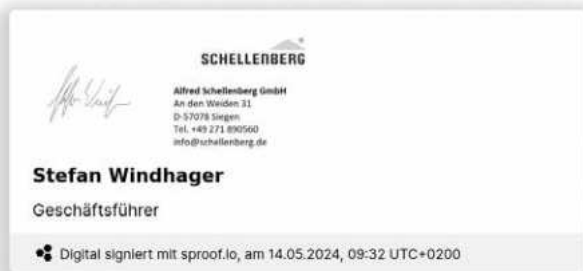 SCHELLENBERG
Alfred Schellenberg GmbH
An den Weiden 31
D-57078 Siegen
Tel. +49 271 890560
info@schellenberg.de
Stefan Windhager
Geschäftsführer
Digital signiert mit sproof.io, am 14.05.2024, 09:32 UTC+0200